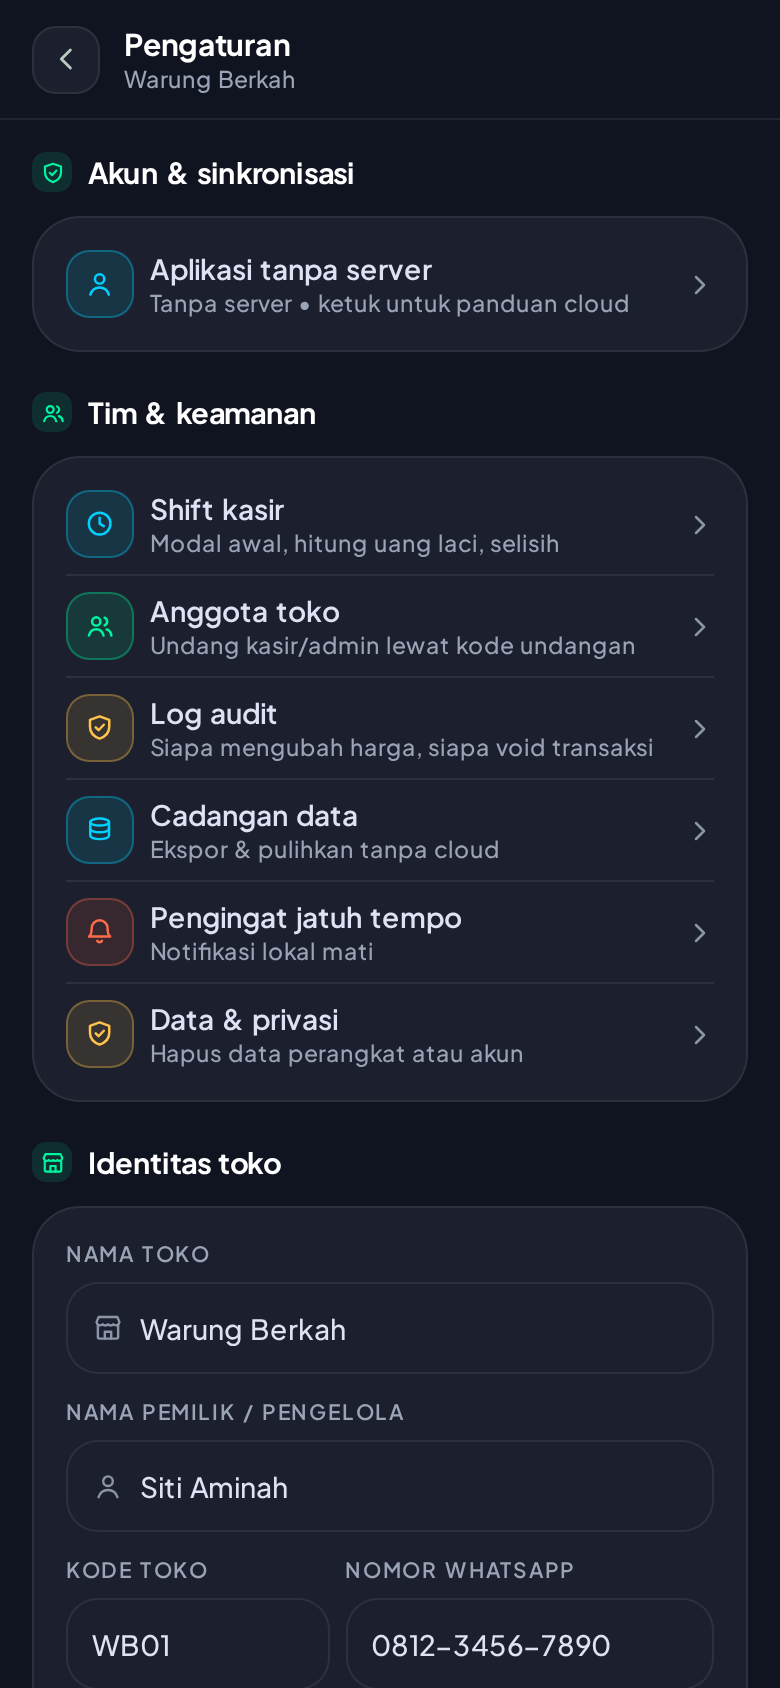 Pengaturan
Warung Berkah
Akun & sinkronisasi
Aplikasi tanpa server
Tanpa server • ketuk untuk panduan cloud
Tim & keamanan
Shift kasir
Modal awal, hitung uang laci, selisih
Anggota toko
Undang kasir/admin lewat kode undangan
Log audit
Siapa mengubah harga, siapa void transaksi
Cadangan data
Ekspor & pulihkan tanpa cloud
Pengingat jatuh tempo
Notifikasi lokal mati
Data & privasi
Hapus data perangkat atau akun
Identitas toko
NAMA TOKO
Warung Berkah
NAMA PEMILIK / PENGELOLA
Siti Aminah
KODE TOKO
NOMOR WHATSAPP
WB01
0812-3456-7890